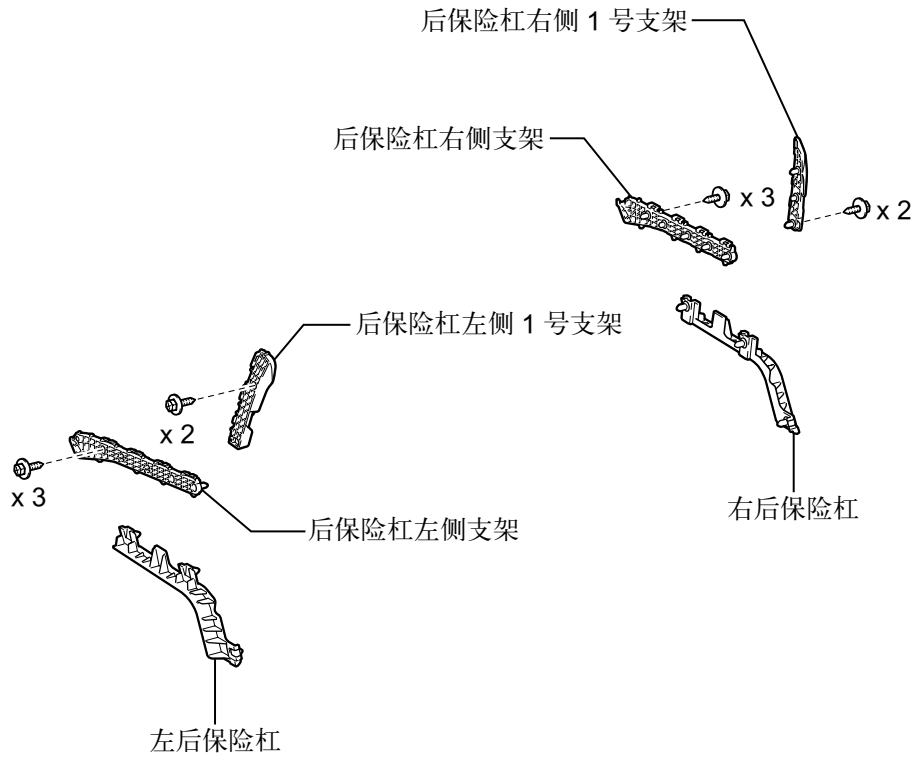 后保险杠右侧 1 号支架
后保险杠右侧支架
x 3
x 2
后保险杠左侧 1 号支架
x 2
x 3
右后保险杠
后保险杠左侧支架
左后保险杠